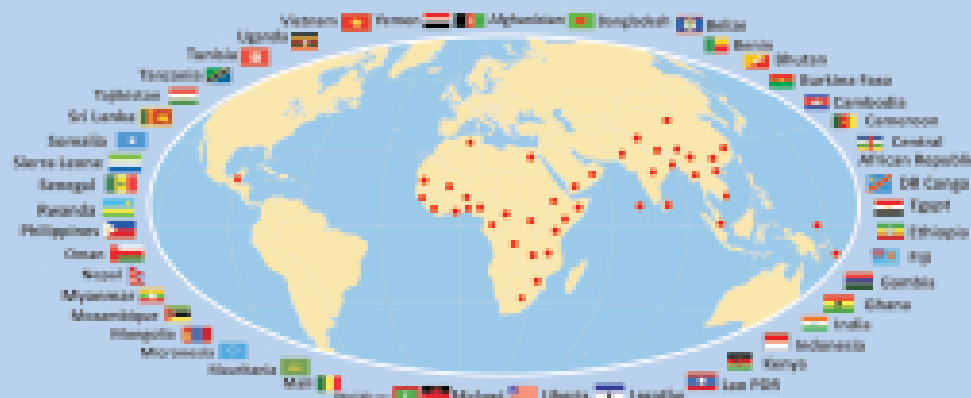 Vietnam
Yemen
Afghanistan
Bangladesh
Belize
Benin
Bhutan
Burkina Faso
Cambodia
Cameroon
Central
African Republic
DR Congo
Egypt
Ethiopia
Fiji
Gambia
Ghana
India
Indonesia
Kenya
Lao PDR
Lesotho
Liberia
Malawi
Mali
Mauritania
Micronesia
Mongolia
Mozambique
Myanmar
Nepal
Oman
Philippines
Rwanda
Senegal
Sierra Leone
Somalia
Sri Lanka
Tajikistan
Tanzania
Tunisia
Uganda